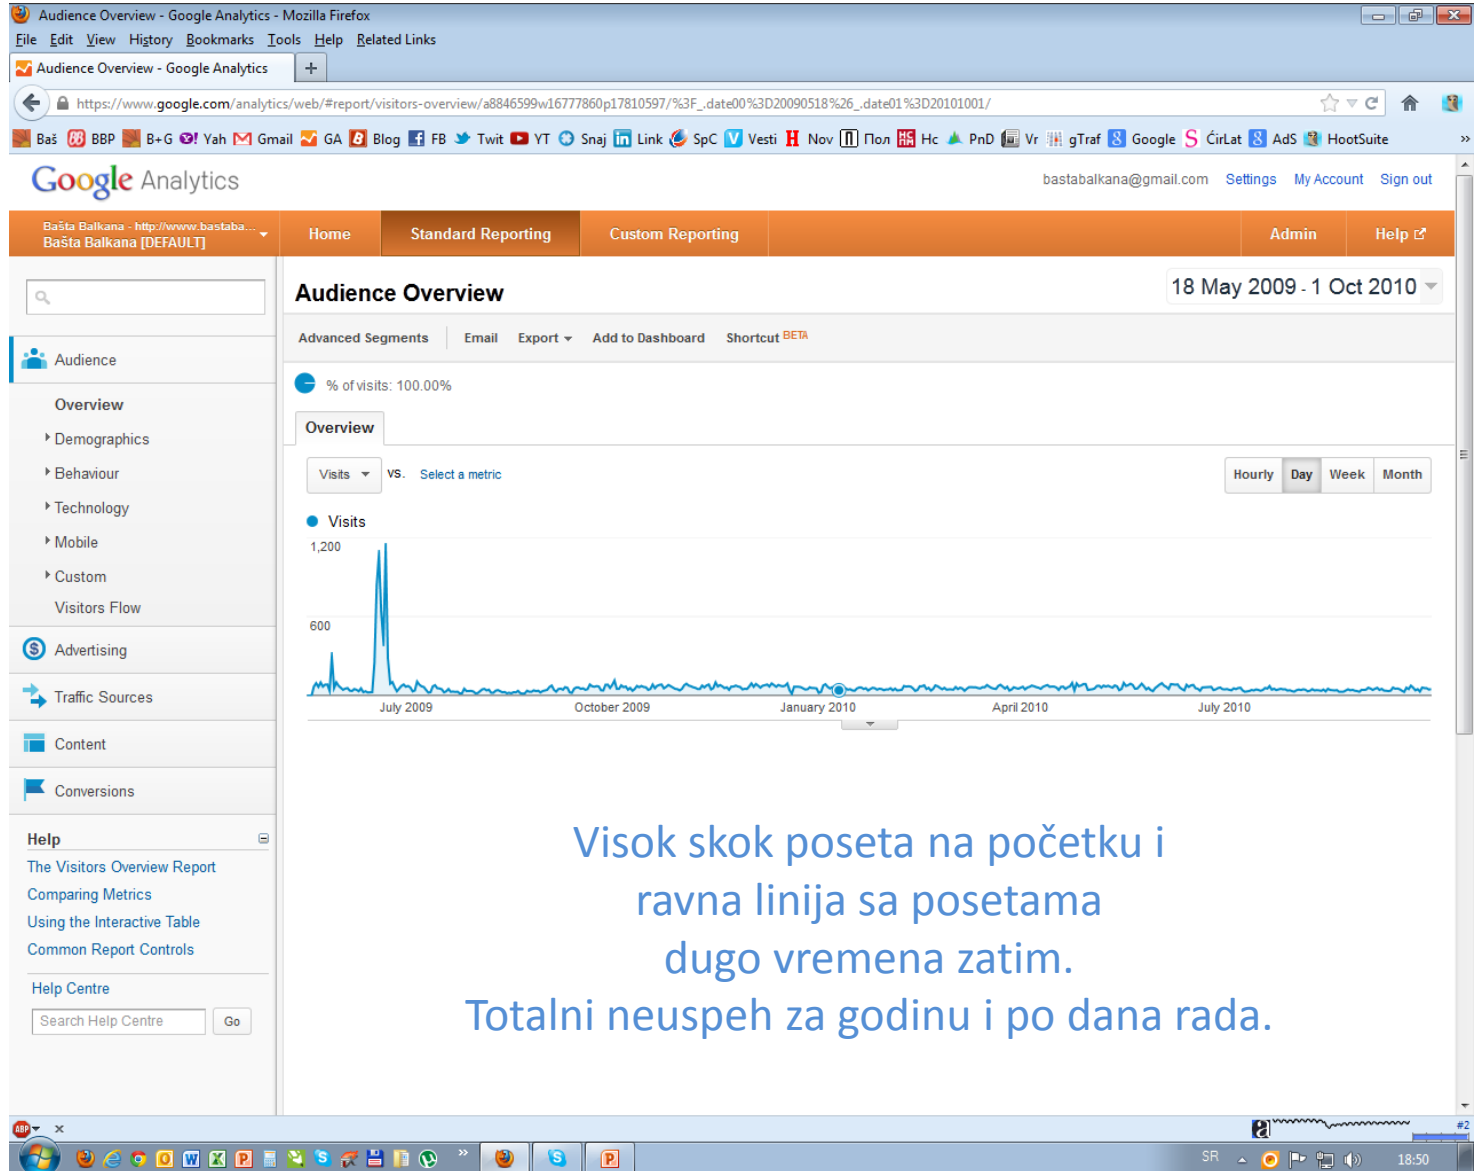 Audience Overview - Google Analytics - Mozilla Firefox
File Edit View History Bookmarks Tools Help Related Links
Audience Overview - Google Analytics +
https://www.google.com/analytics/web/#report/visitors-overview/a8846599w16777860p17810597/%3F_.date00%3D20090518%26_.date01%3D20101001/
Baš BBP B+G Yah Gmail GA Blog FB Twit YT Snaj Link SpC Vesti Nov Пол Нс PnD Vr gTraf Google ĆirLat AdS HootSuite »
Google Analytics
bastabalkana@gmail.com Settings My Account Sign out
Bašta Balkana - http://www.bastaba...
Bašta Balkana [DEFAULT]
Home Standard Reporting Custom Reporting Admin Help
Audience Overview
18 May 2009 - 1 Oct 2010
Advanced Segments Email Export Add to Dashboard Shortcut BETA
% of visits: 100.00%
Overview
Visits VS. Select a metric
Hourly Day Week Month
Visits
1,200
600
July 2009 October 2009 January 2010 April 2010 July 2010
Audience
Overview
Demographics
Behaviour
Technology
Mobile
Custom
Visitors Flow
Advertising
Traffic Sources
Content
Conversions
Help
The Visitors Overview Report
Comparing Metrics
Using the Interactive Table
Common Report Controls
Help Centre
Search Help Centre Go
Visok skok poseta na početku i
ravna linija sa posetama
dugo vremena zatim.
Totalni neuspeh za godinu i po dana rada.
ABP ×
#2
SR 18:50